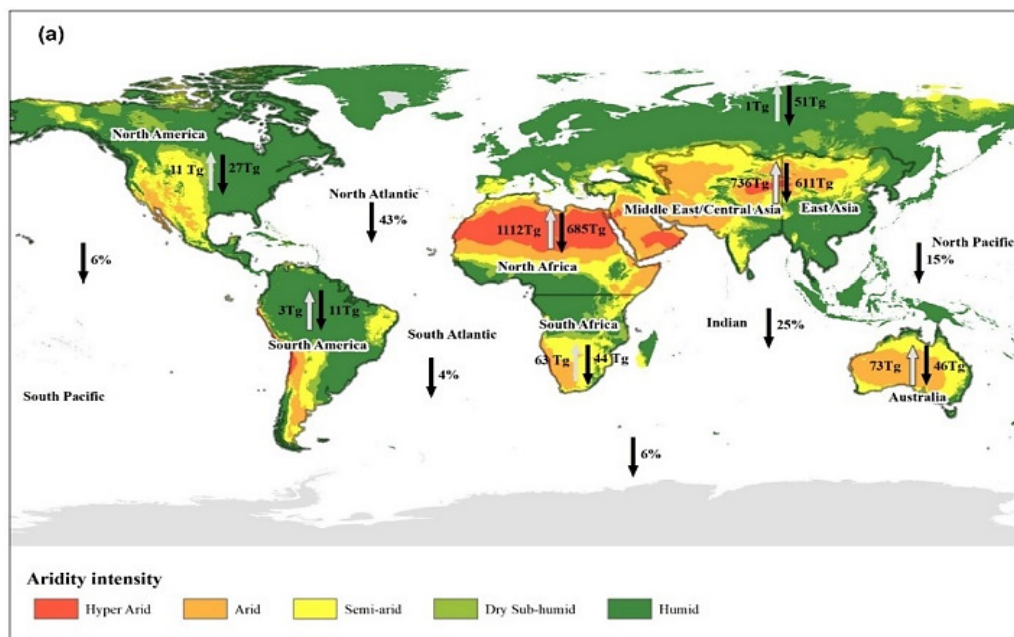 (a)
North America
11 Tg 27Tg
North Atlantic
43%
1Tg 51Tg
736Tg 611Tg
Middle East/Central Asia
East Asia
1112Tg 685Tg
North Africa
6%
North Pacific
15%
3Tg 11Tg
Sourth America
South Atlantic
4%
South Africa
63 Tg 44 Tg
Indian
25%
73Tg 46Tg
Australia
South Pacific
6%
Aridity intensity
Hyper Arid Arid Semi-arid Dry Sub-humid Humid